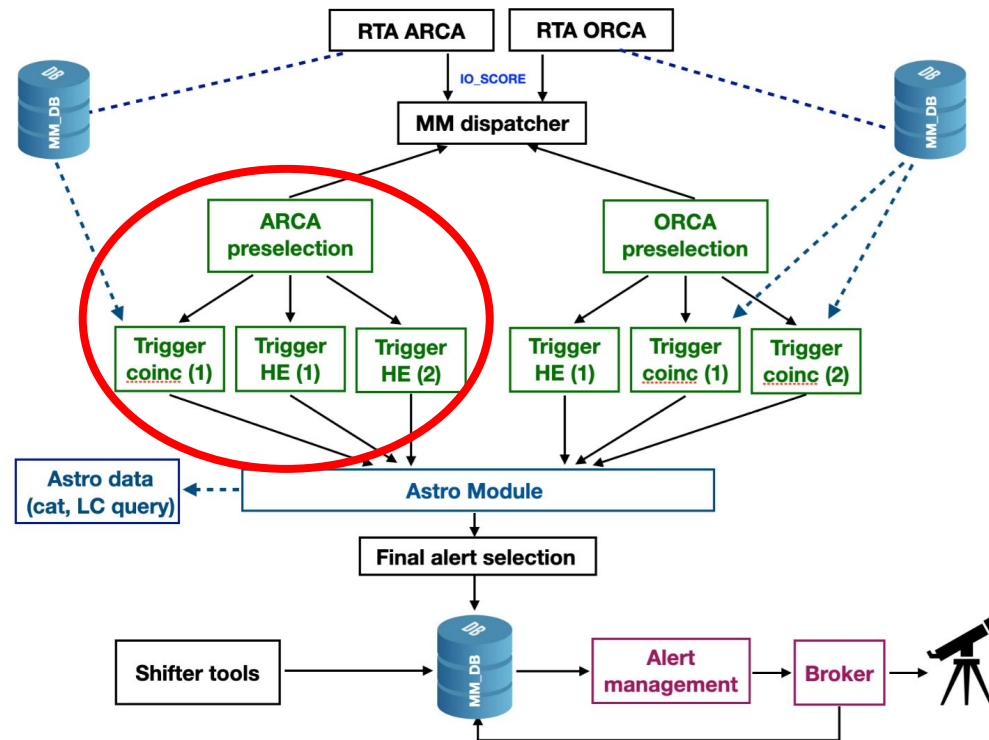 RTA ARCA
RTA ORCA
DB
MM_DB
IO_SCORE
DB
MM_DB
MM dispatcher
ARCA
preselection
ORCA
preselection
Trigger
coinc (1)
Trigger
HE (1)
Trigger
HE (2)
Trigger
HE (1)
Trigger
coinc (1)
Trigger
coinc (2)
Astro data
(cat, LC query)
Astro Module
Final alert selection
DB
MM_DB
Shifter tools
Alert
management
Broker